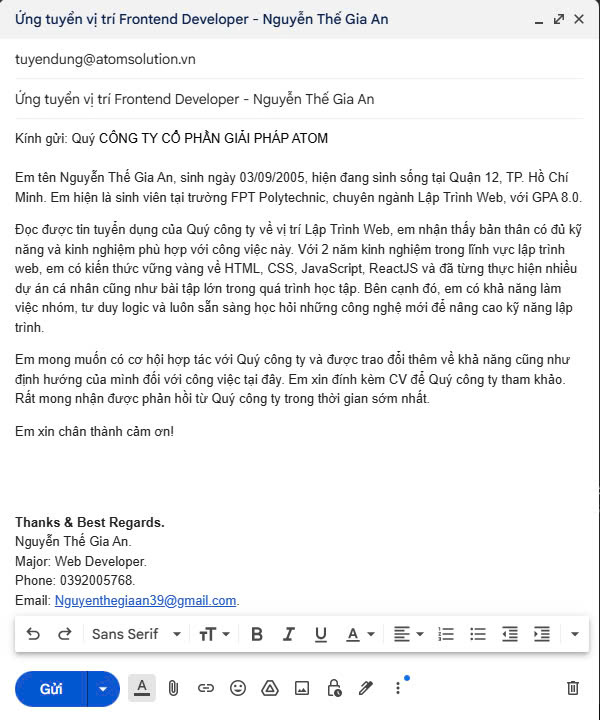 Ứng tuyển vị trí Frontend Developer - Nguyễn Thế Gia An
tuyendung@atomsolution.vn
Ứng tuyển vị trí Frontend Developer - Nguyễn Thế Gia An
Kính gửi: Quý CÔNG TY CỔ PHẦN GIẢI PHÁP ATOM
Em tên Nguyễn Thế Gia An, sinh ngày 03/09/2005, hiện đang sinh sống tại Quận 12, TP. Hồ Chí
Minh. Em hiện là sinh viên tại trường FPT Polytechnic, chuyên ngành Lập Trình Web, với GPA 8.0.
Đọc được tin tuyển dụng của Quý công ty về vị trí Lập Trình Web, em nhận thấy bản thân có đủ kỹ
năng và kinh nghiệm phù hợp với công việc này. Với 2 năm kinh nghiệm trong lĩnh vực lập trình
web, em có kiến thức vững vàng về HTML, CSS, JavaScript, ReactJS và đã từng thực hiện nhiều
dự án cá nhân cũng như bài tập lớn trong quá trình học tập. Bên cạnh đó, em có khả năng làm
việc nhóm, tư duy logic và luôn sẵn sàng học hỏi những công nghệ mới để nâng cao kỹ năng lập
trình.
Em mong muốn có cơ hội hợp tác với Quý công ty và được trao đổi thêm về khả năng cũng như
định hướng của mình đối với công việc tại đây. Em xin đính kèm CV để Quý công ty tham khảo.
Rất mong nhận được phản hồi từ Quý công ty trong thời gian sớm nhất.
Em xin chân thành cảm ơn!
Thanks & Best Regards.
Nguyễn Thế Gia An.
Major: Web Developer.
Phone: 0392005768.
Email: Nguyenthegiaan39@gmail.com.
Sans Serif
Gửi